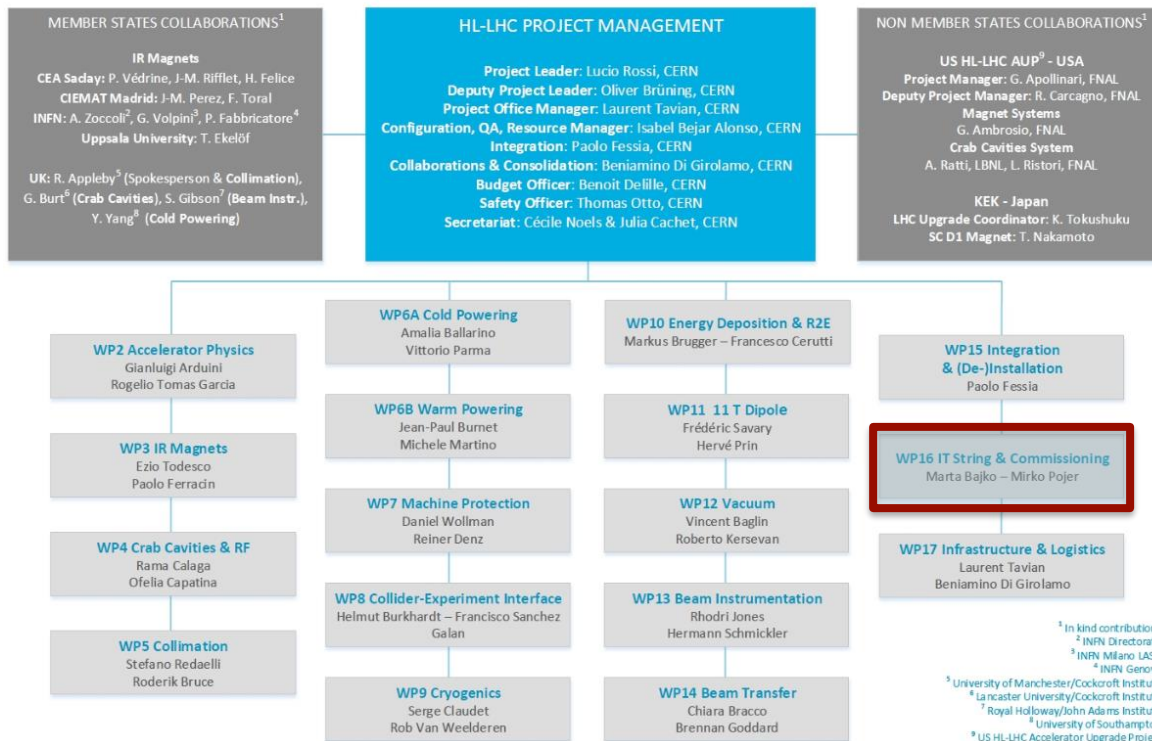 MEMBER STATES COLLABORATIONS1
IR Magnets
CEA Saclay: P. Védrine, J-M. Rifflet, H. Felice
CIEMAT Madrid: J-M. Perez, F. Toral
INFN: A. Zoccoli2, G. Volpini3, P. Fabbricatore4
Uppsala University: T. Ekelöf
UK: R. Appleby5 (Spokesperson & Collimation),
G. Burt6 (Crab Cavities), S. Gibson7 (Beam Instr.),
Y. Yang8 (Cold Powering)
HL-LHC PROJECT MANAGEMENT
Project Leader: Lucio Rossi, CERN
Deputy Project Leader: Oliver Brüning, CERN
Project Office Manager: Laurent Tavian, CERN
Configuration, QA, Resource Manager: Isabel Bejar Alonso, CERN
Integration: Paolo Fessia, CERN
Collaborations & Consolidation: Beniamino Di Girolamo, CERN
Budget Officer: Benoit Delille, CERN
Safety Officer: Thomas Otto, CERN
Secretariat: Cécile Noels & Julia Cachet, CERN
NON MEMBER STATES COLLABORATIONS1
US HL-LHC AUP9 - USA
Project Manager: G. Apollinari, FNAL
Deputy Project Manager: R. Carcagno, FNAL
Magnet Systems
G. Ambrosio, FNAL
Crab Cavities System
A. Ratti, LBNL, L. Ristori, FNAL
KEK - Japan
LHC Upgrade Coordinator: K. Tokushuku
SC D1 Magnet: T. Nakamoto
WP2 Accelerator Physics
Gianluigi Arduini
Rogelio Tomas Garcia
WP3 IR Magnets
Ezio Todesco
Paolo Ferracin
WP4 Crab Cavities & RF
Rama Calaga
Ofelia Capatina
WP5 Collimation
Stefano Redaelli
Roderik Bruce
WP6A Cold Powering
Amalia Ballarino
Vittorio Parma
WP6B Warm Powering
Jean-Paul Burnet
Michele Martino
WP7 Machine Protection
Daniel Wollman
Reiner Denz
WP8 Collider-Experiment Interface
Helmut Burkhardt – Francisco Sanchez
Galan
WP9 Cryogenics
Serge Claudet
Rob Van Weelderen
WP10 Energy Deposition & R2E
Markus Brugger – Francesco Cerutti
WP11 11 T Dipole
Frédéric Savary
Hervé Prin
WP12 Vacuum
Vincent Baglin
Roberto Kersevan
WP13 Beam Instrumentation
Rhodri Jones
Hermann Schmickler
WP14 Beam Transfer
Chiara Bracco
Brennan Goddard
WP15 Integration
& (De-)Installation
Paolo Fessia
WP16 IT String & Commissioning
Marta Bajko – Mirko Pojer
WP17 Infrastructure & Logistics
Laurent Tavian
Beniamino Di Girolamo
1 In kind contribution
2 INFN Directorat
3 INFN Milano LAS
4 INFN Genov
5 University of Manchester/Cockcroft Institut
6 Lancaster University/Cockcroft Institut
7 Royal Holloway/John Adams Institut
8 University of Southampto
9 US HL-LHC Accelerator Upgrade Projec